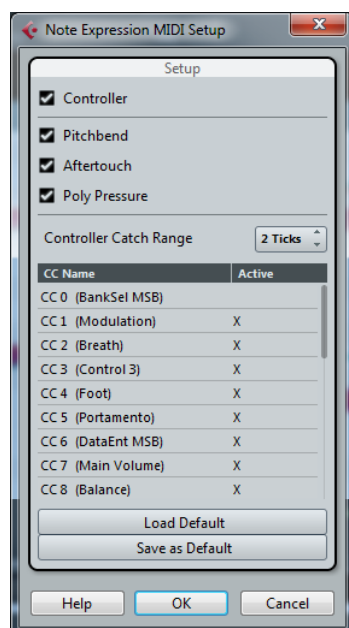 Note Expression MIDI Setup
Setup
Controller
Pitchbend
Aftertouch
Poly Pressure
Controller Catch Range 2 Ticks
CC Name Active
CC 0 (BankSel MSB)
CC 1 (Modulation) X
CC 2 (Breath) X
CC 3 (Control 3) X
CC 4 (Foot) X
CC 5 (Portamento) X
CC 6 (DataEnt MSB) X
CC 7 (Main Volume) X
CC 8 (Balance) X
Load Default
Save as Default
Help OK Cancel